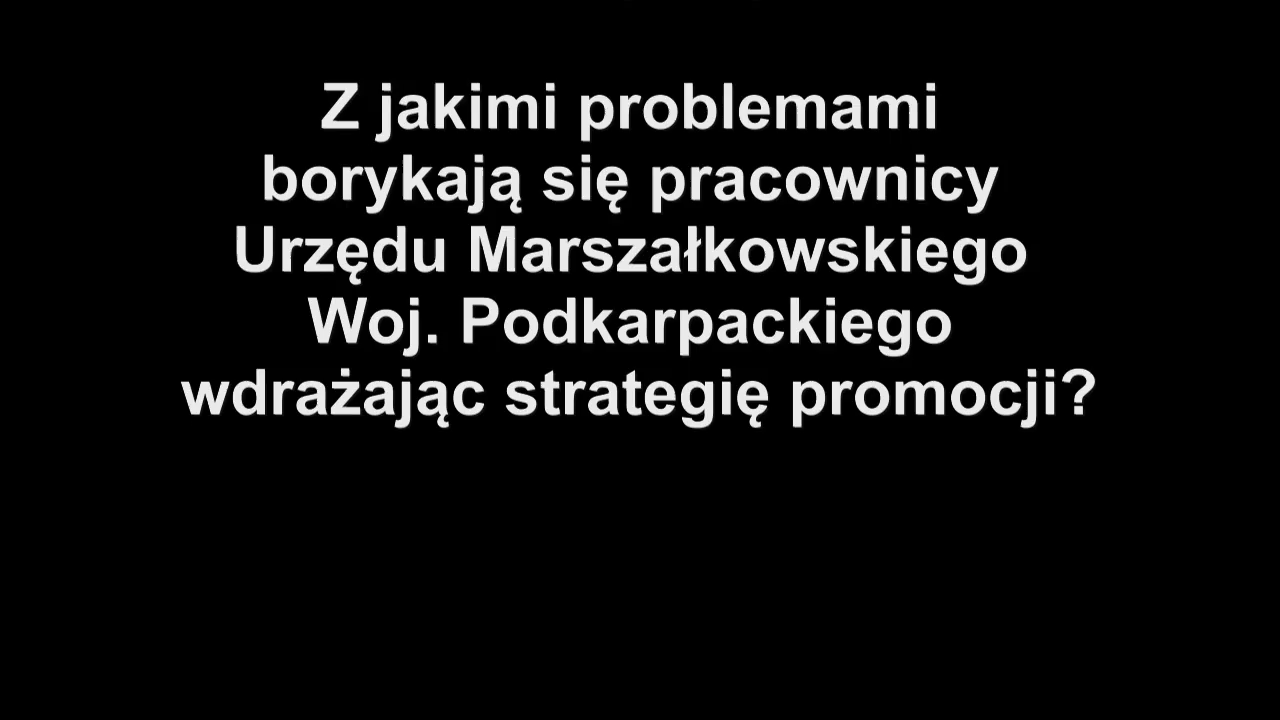 Z jakimi problemami
borykają się pracownicy
Urzędu Marszałkowskiego
Woj. Podkarpackiego
wdrażając strategię promocji?